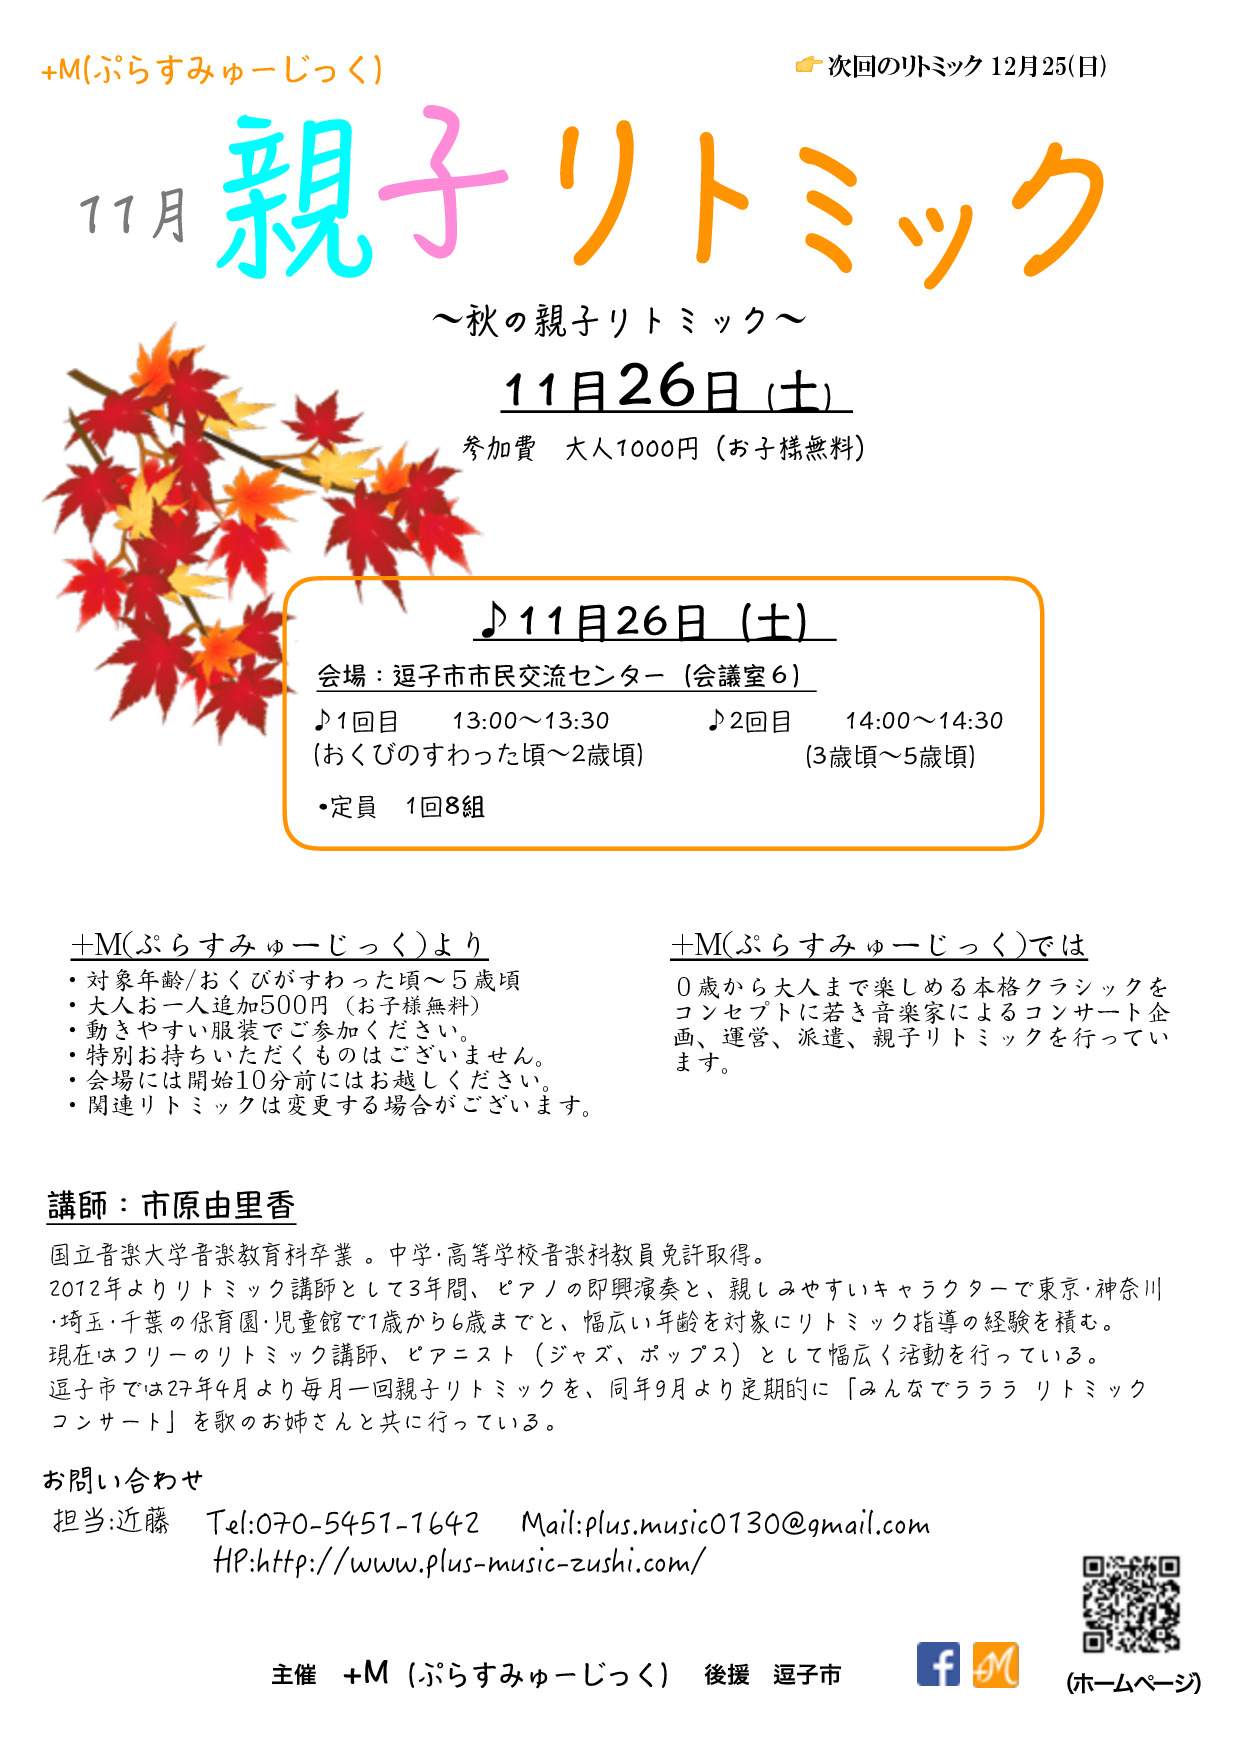 +M(ぷらすみゅーじっく)
👉次回のリトミック 12月25(日)
11月 親子リトミック
～秋の親子リトミック～
11月26日（土）
参加費　大人1000円（お子様無料）
♪11月26日（土）
会場：逗子市市民交流センター（会議室６）
♪1回目　　13:00～13:30　　　　♪2回目　　14:00～14:30
(おくびのすわった頃～2歳頃)　　　　　　　(3歳頃～5歳頃)
・定員　1回8組
+M(ぷらすみゅーじっく)より
・対象年齢/おくびがすわった頃～５歳頃
・大人お一人追加500円（お子様無料）
・動きやすい服装でご参加ください。
・特別お持ちいただくものはございません。
・会場には開始10分前にはお越しください。
・関連リトミックは変更する場合がございます。
+M(ぷらすみゅーじっく)では
０歳から大人まで楽しめる本格クラシックを
コンセプトに若き音楽家によるコンサート企
画、運営、派遣、親子リトミックを行ってい
ます。
講師：市原由里香
国立音楽大学音楽教育科卒業 。中学･高等学校音楽科教員免許取得。
2012年よりリトミック講師として3年間、ピアノの即興演奏と、親しみやすいキャラクターで東京･神奈川
･埼玉･千葉の保育園･児童館で1歳から6歳までと、幅広い年齢を対象にリトミック指導の経験を積む。
現在はフリーのリトミック講師、ピアニスト（ジャズ、ポップス）として幅広く活動を行っている。
逗子市では27年4月より毎月一回親子リトミックを、同年9月より定期的に「みんなでラララ リトミック
コンサート」を歌のお姉さんと共に行っている。
お問い合わせ
担当:近藤　Tel:070-5451-1642　Mail:plus.music0130@gmail.com
HP:http://www.plus-music-zushi.com/
主催　+M（ぷらすみゅーじっく）　後援　逗子市
f +M
(ホームページ)